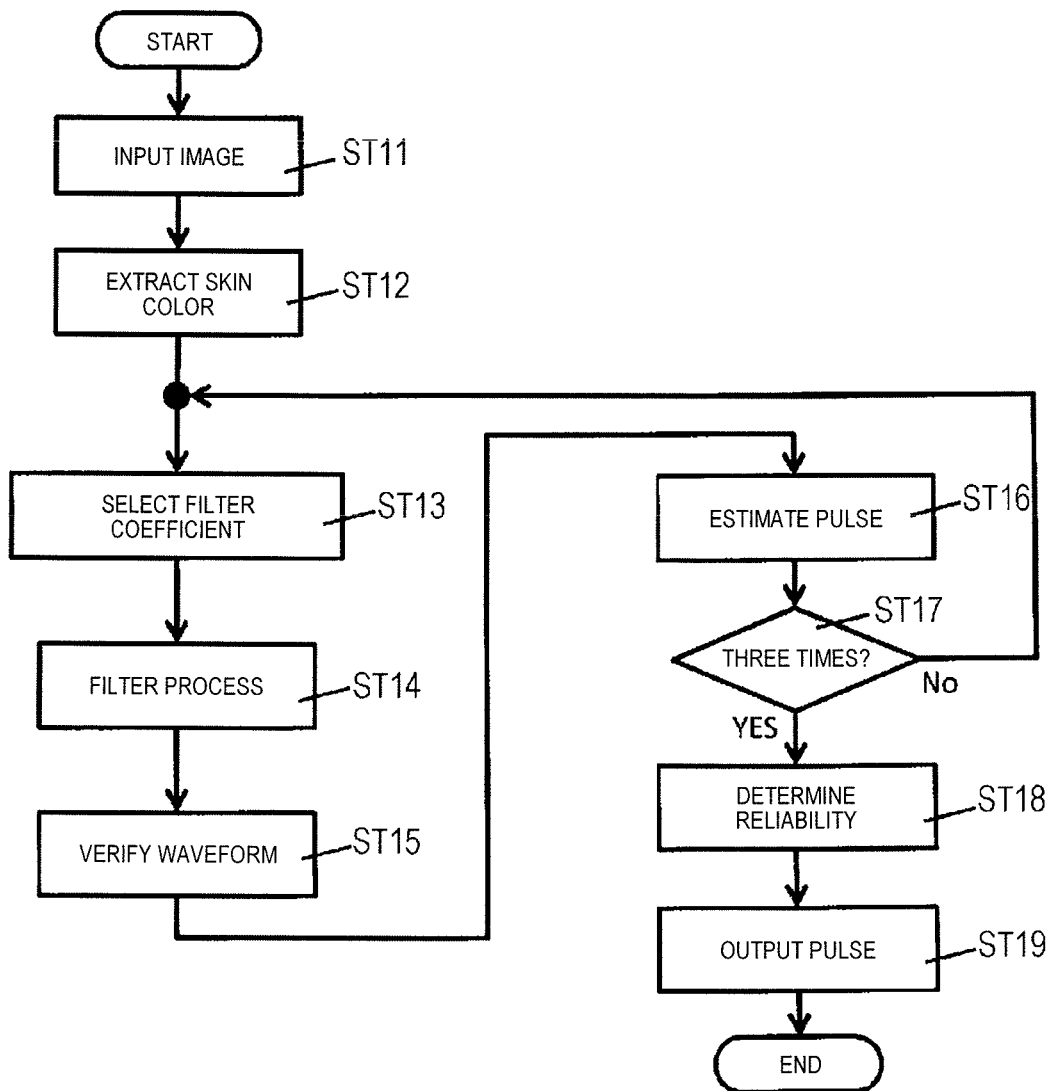 START
INPUT IMAGE
ST11
EXTRACT SKIN
COLOR
ST12
SELECT FILTER
COEFFICIENT
ST13
FILTER PROCESS
ST14
VERIFY WAVEFORM
ST15
ESTIMATE PULSE
ST16
ST17
THREE TIMES?
No
YES
DETERMINE
RELIABILITY
ST18
OUTPUT PULSE
ST19
END